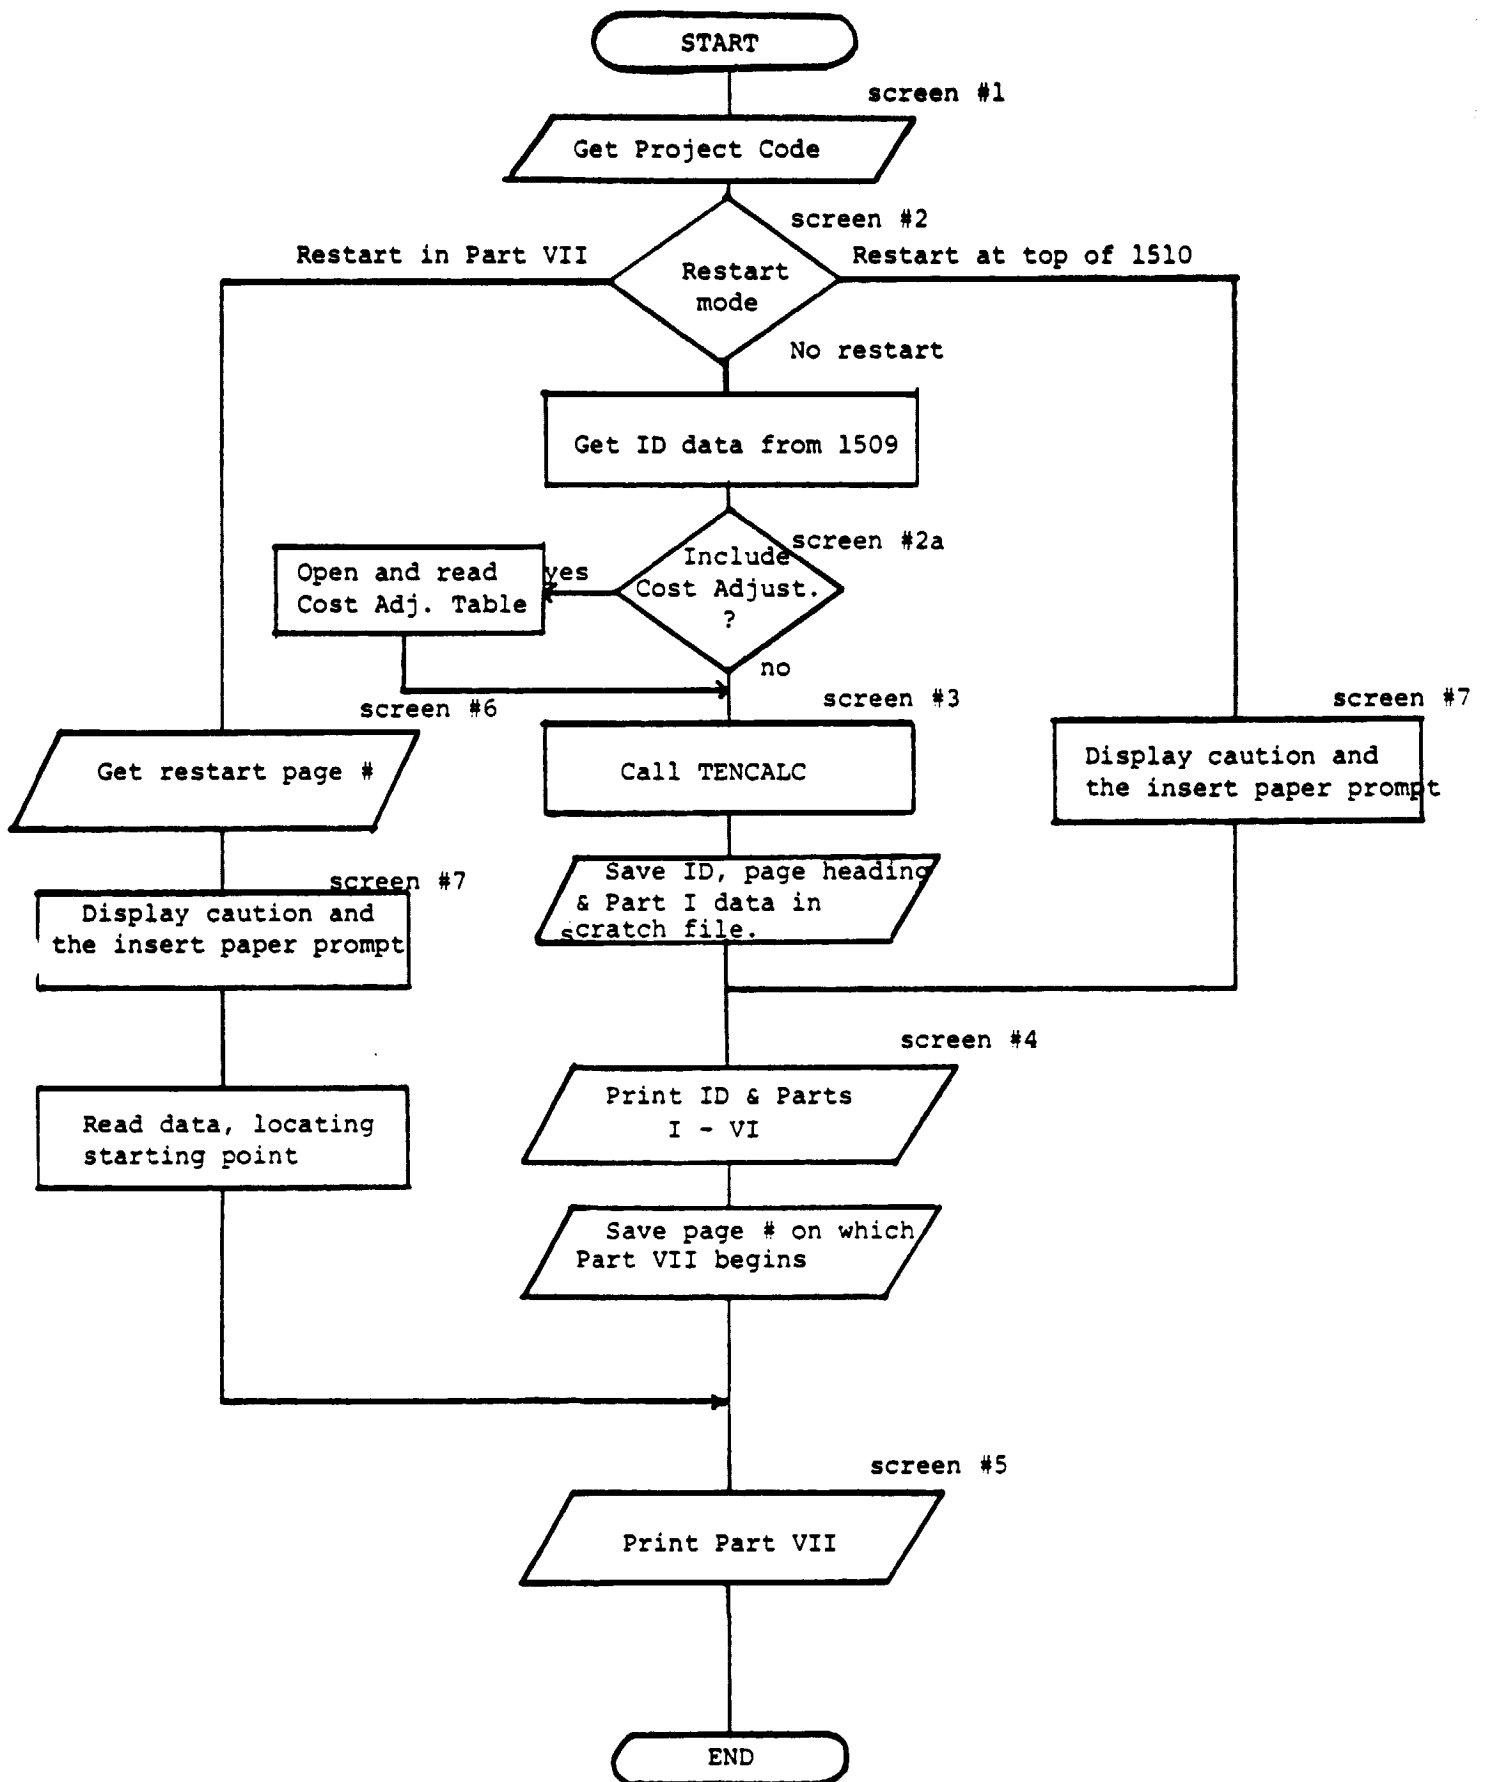 START
screen #1
Get Project Code
screen #2
Restart in Part VII
Restart at top of 1510
Restart
mode
No restart
Get ID data from 1509
screen #2a
Include
Cost Adjust.
?
yes
Open and read
Cost Adj. Table
no
screen #6
screen #3
screen #7
Get restart page #
Call TENCALC
Display caution and
the insert paper prompt
Save ID, page heading
& Part I data in
scratch file.
screen #7
Display caution and
the insert paper prompt
screen #4
Print ID & Parts
I - VI
Read data, locating
starting point
Save page # on which
Part VII begins
screen #5
Print Part VII
END